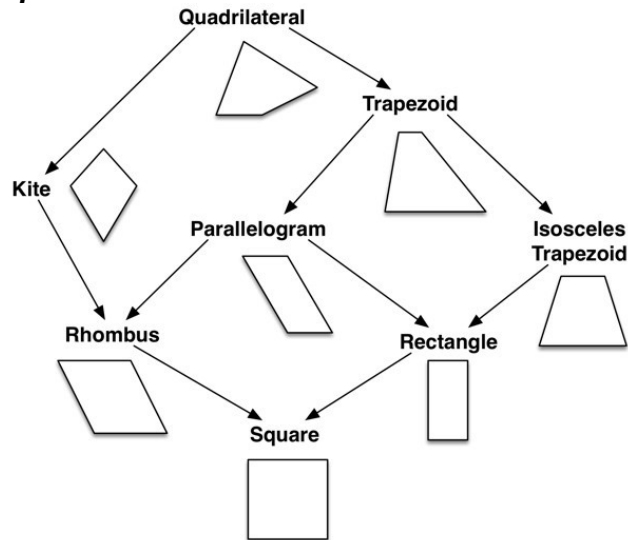 Quadrilateral
Trapezoid
Kite
Parallelogram
Isosceles
Trapezoid
Rhombus
Rectangle
Square